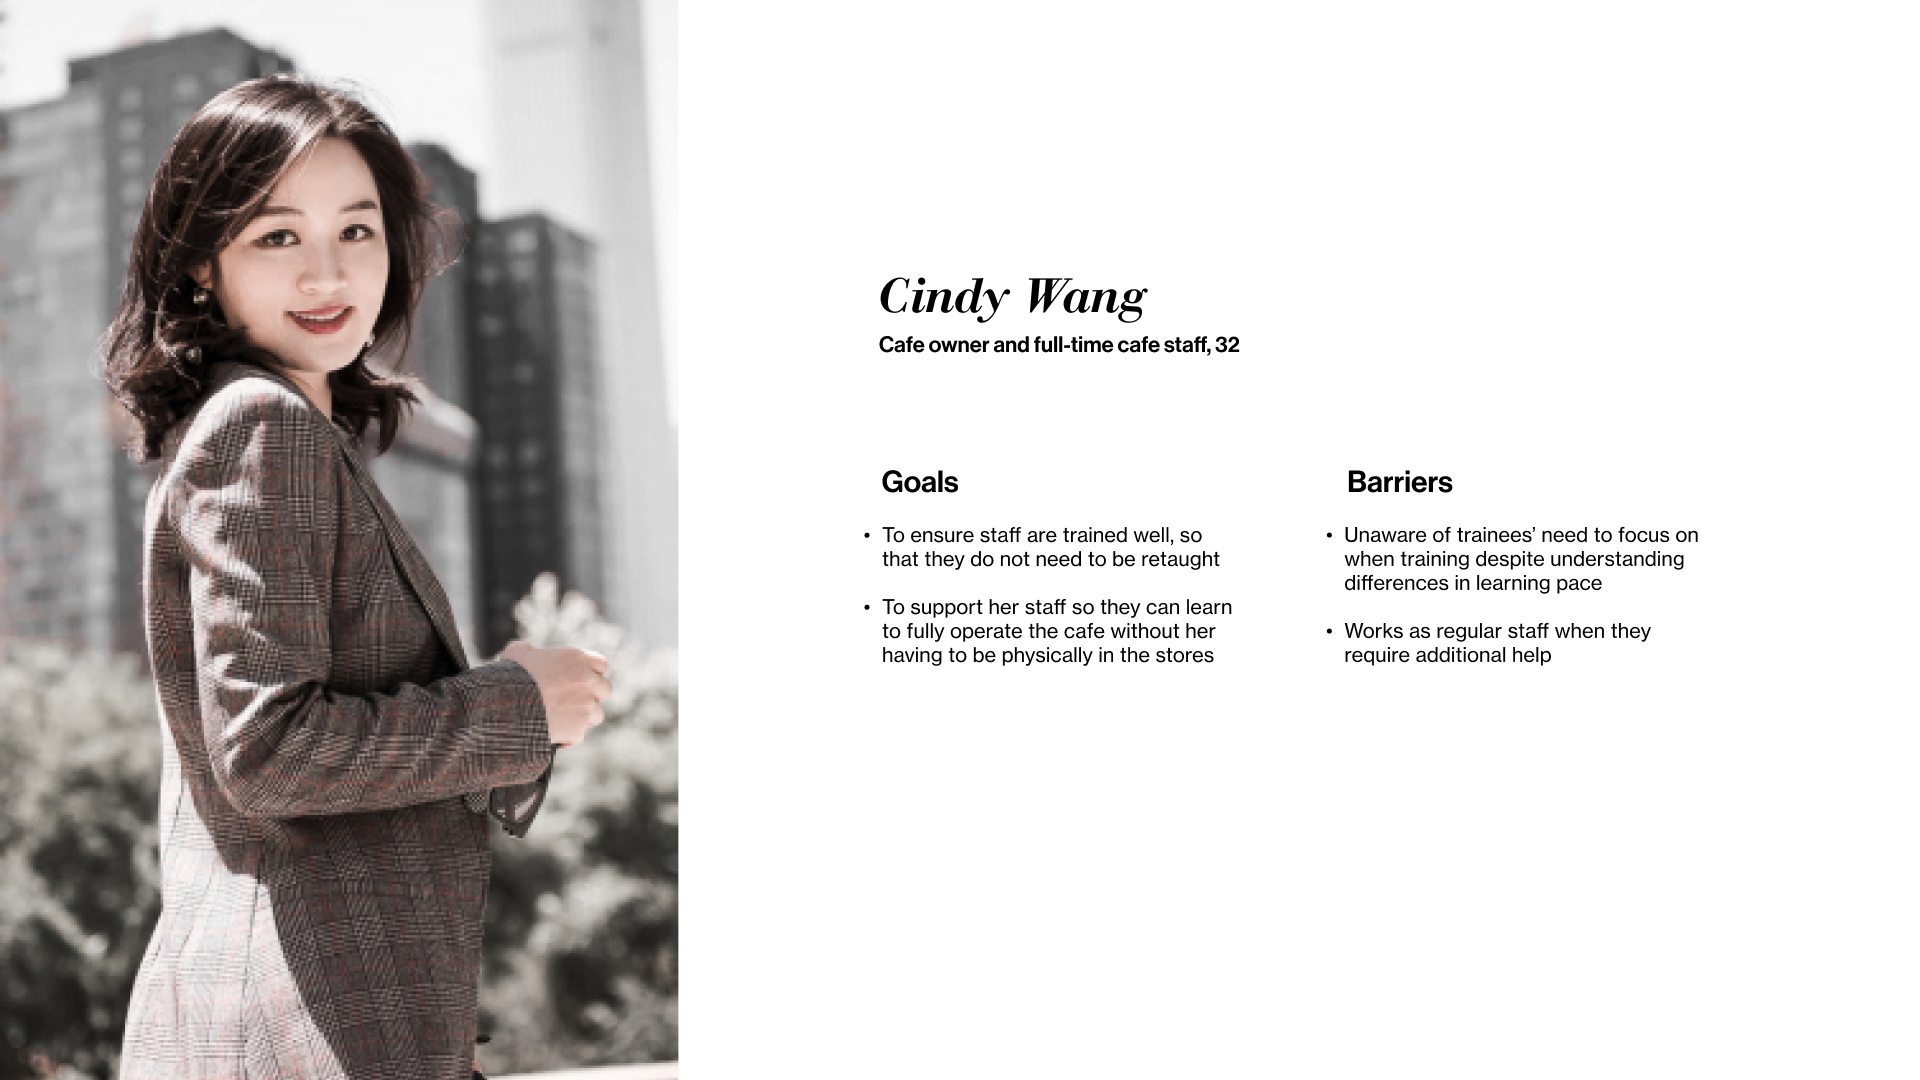 Cindy Wang
Cafe owner and full-time cafe staff, 32
Goals
• To ensure staff are trained well, so
that they do not need to be retaught
• To support her staff so they can learn
to fully operate the cafe without her
having to be physically in the stores
Barriers
• Unaware of trainees’ need to focus on
when training despite understanding
differences in learning pace
• Works as regular staff when they
require additional help